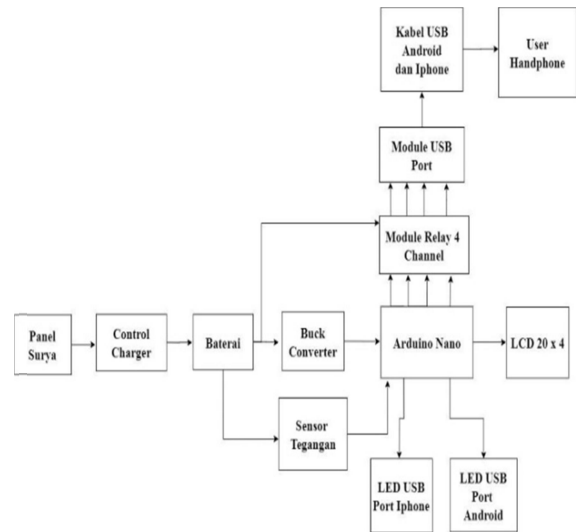 Kabel USB
Android
dan Iphone
User
Handphone
Module USB
Port
Module Relay 4
Channel
Panel
Surya
Control
Charger
Baterai
Buck
Converter
Arduino Nano
LCD 20 x 4
Sensor
Tegangan
LED USB
Port Iphone
LED USB
Port
Android